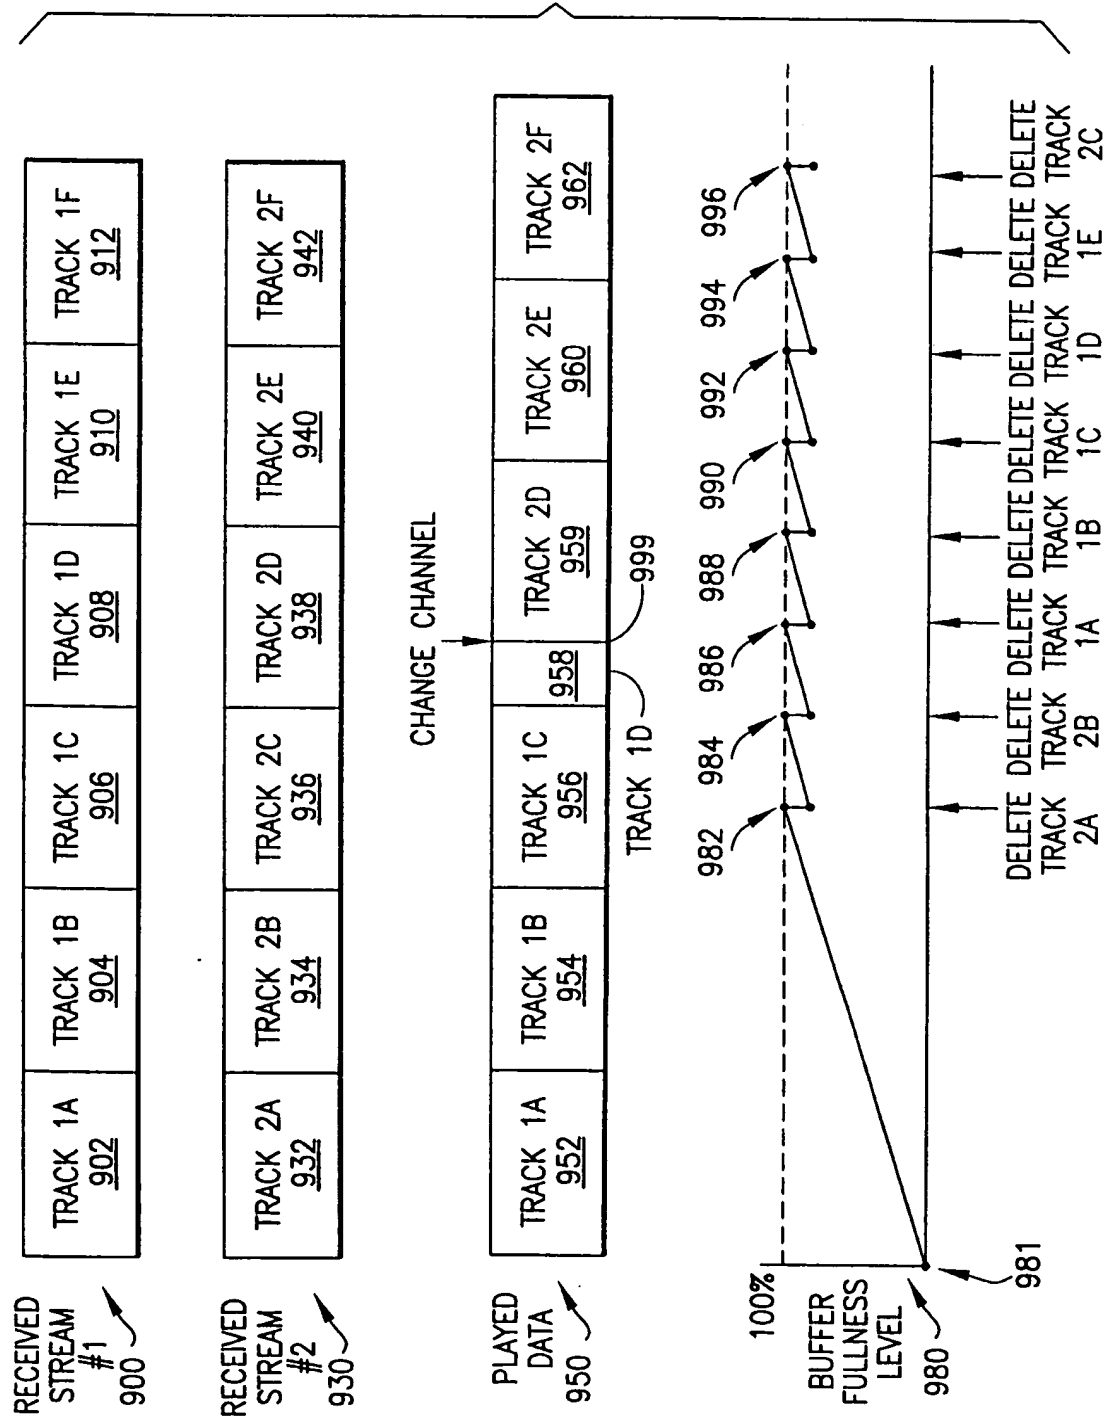 RECEIVED
STREAM
#1
900
TRACK 1A
902
TRACK 1B
904
TRACK 1C
906
TRACK 1D
908
TRACK 1E
910
TRACK 1F
912
RECEIVED
STREAM
#2
930
TRACK 2A
932
TRACK 2B
934
TRACK 2C
936
TRACK 2D
938
TRACK 2E
940
TRACK 2F
942
CHANGE CHANNEL
PLAYED
DATA
950
TRACK 1A
952
TRACK 1B
954
TRACK 1C
956
958
TRACK 2D
959
TRACK 2E
960
TRACK 2F
962
TRACK 1D
999
100%
BUFFER
FULLNESS
LEVEL
980
981
982
984
986
988
990
992
994
996
DELETE
TRACK
2A
DELETE
TRACK
2B
DELETE
TRACK
1A
DELETE
TRACK
1B
DELETE
TRACK
1C
DELETE
TRACK
1D
DELETE
TRACK
1E
DELETE
TRACK
2C